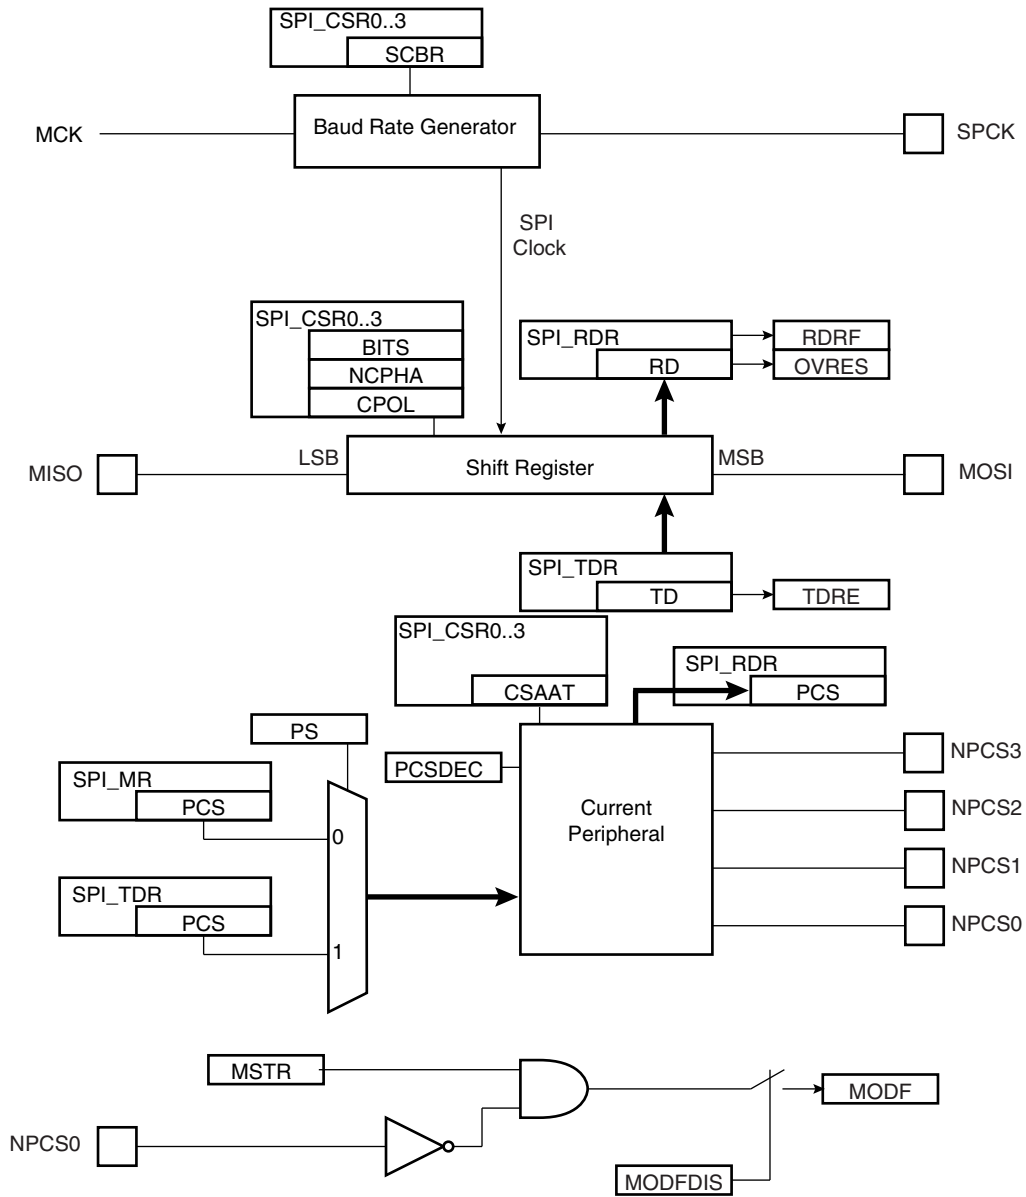 SPI_CSR0..3
SCBR
MCK
Baud Rate Generator
SPCK
SPI
Clock
SPI_CSR0..3
BITS
NCPHA
CPOL
SPI_RDR
RD
RDRF
OVRES
MISO
LSB
Shift Register
MSB
MOSI
SPI_TDR
TD
TDRE
SPI_CSR0..3
CSAAT
SPI_RDR
PCS
PS
PCSDEC
SPI_MR
PCS
0
SPI_TDR
PCS
1
Current
Peripheral
NPCS3
NPCS2
NPCS1
NPCS0
MSTR
MODF
NPCS0
MODFDIS